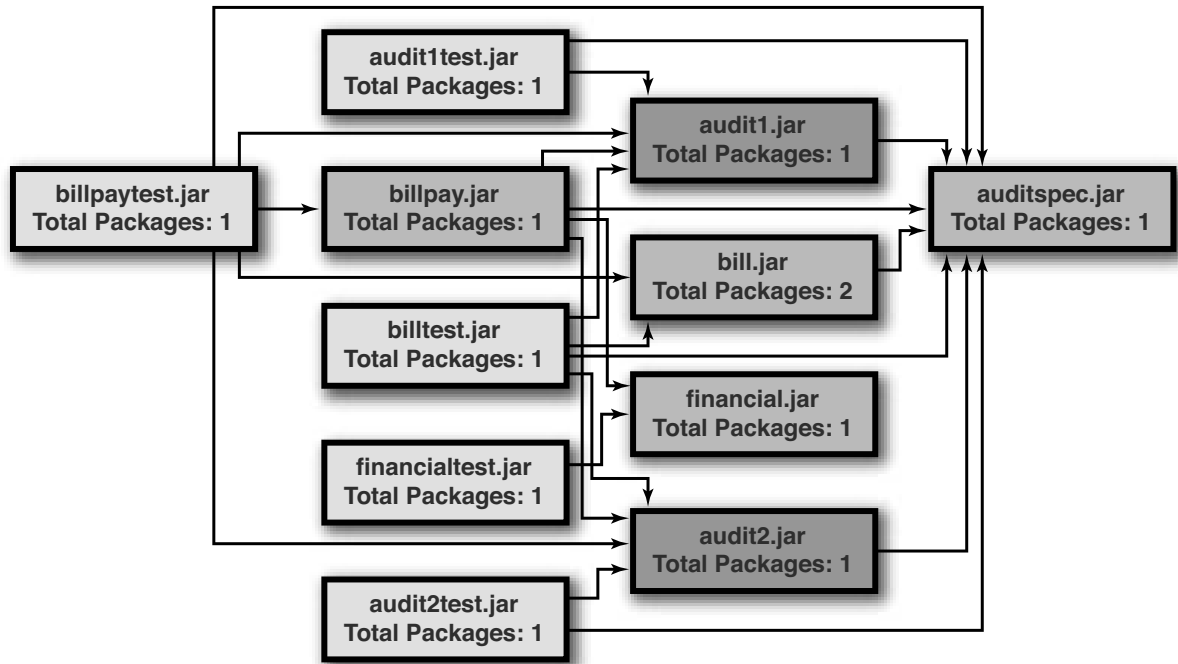 audit1test.jar
Total Packages: 1
audit1.jar
Total Packages: 1
billpaytest.jar
Total Packages: 1
billpay.jar
Total Packages: 1
auditspec.jar
Total Packages: 1
bill.jar
Total Packages: 2
billtest.jar
Total Packages: 1
financial.jar
Total Packages: 1
financialtest.jar
Total Packages: 1
audit2.jar
Total Packages: 1
audit2test.jar
Total Packages: 1